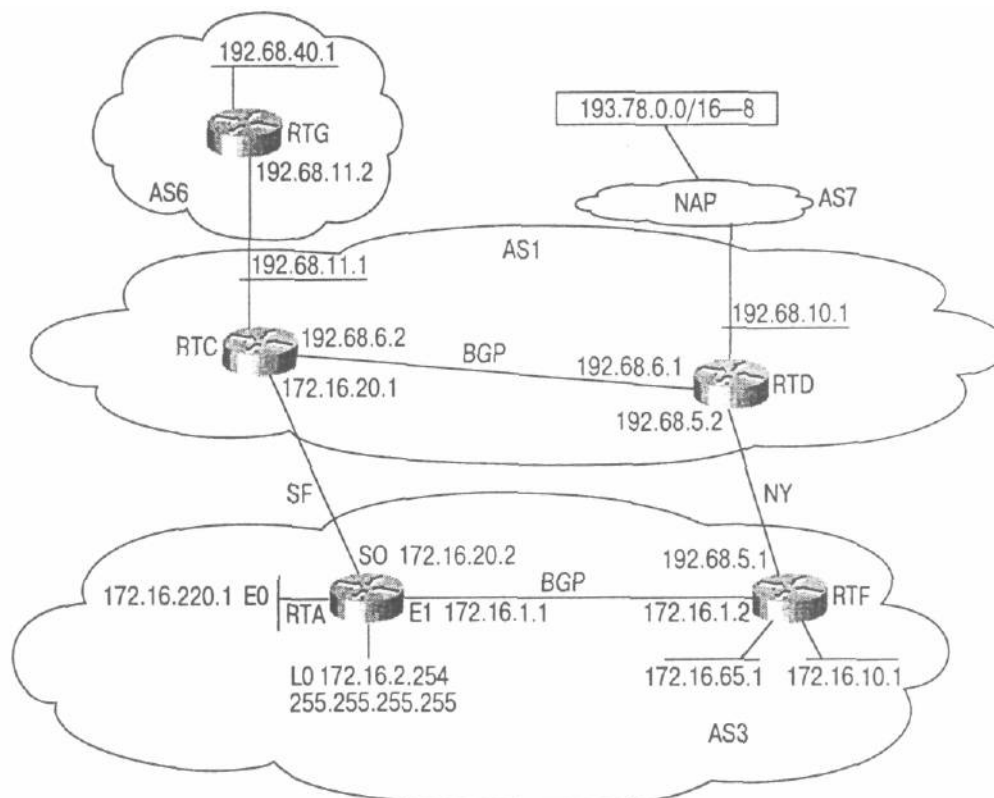 192.68.40.1
RTG
192.68.11.2
AS6
193.78.0.0/16—8
NAP
AS7
AS1
192.68.11.1
192.68.10.1
RTC
192.68.6.2
BGP
192.68.6.1
RTD
172.16.20.1
192.68.5.2
SF
NY
SO 172.16.20.2
192.68.5.1
172.16.220.1 E0
RTA
E1 172.16.1.1
BGP
172.16.1.2
RTF
L0 172.16.2.254
255.255.255.255
172.16.65.1
172.16.10.1
AS3